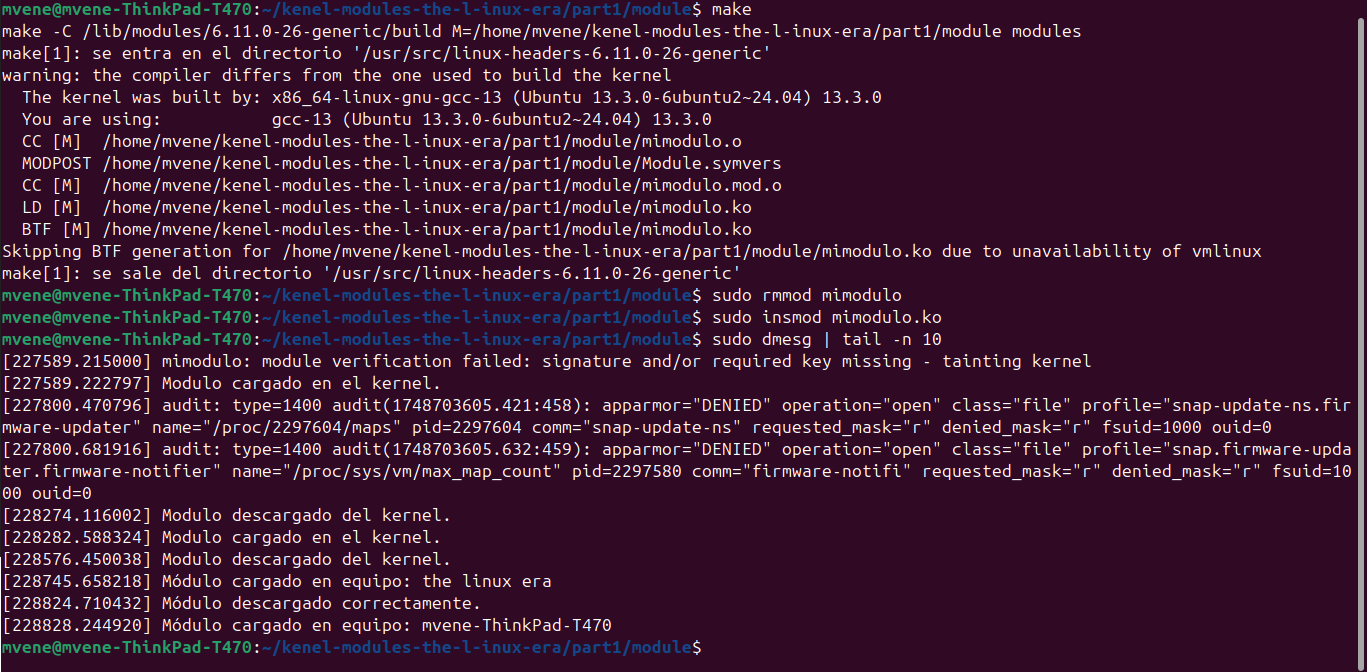 mvene@mvene-ThinkPad-T470:~/kenel-modules-the-l-inux-era/part1/module$ make
make -C /lib/modules/6.11.0-26-generic/build M=/home/mvene/kenel-modules-the-l-inux-era/part1/module modules
make[1]: se entra en el directorio '/usr/src/linux-headers-6.11.0-26-generic'
warning: the compiler differs from the one used to build the kernel
  The kernel was built by: x86_64-linux-gnu-gcc-13 (Ubuntu 13.3.0-6ubuntu2~24.04) 13.3.0
  You are using:           gcc-13 (Ubuntu 13.3.0-6ubuntu2~24.04) 13.3.0
  CC [M]  /home/mvene/kenel-modules-the-l-inux-era/part1/module/mimodulo.o
  MODPOST /home/mvene/kenel-modules-the-l-inux-era/part1/module/Module.symvers
  CC [M]  /home/mvene/kenel-modules-the-l-inux-era/part1/module/mimodulo.mod.o
  LD [M]  /home/mvene/kenel-modules-the-l-inux-era/part1/module/mimodulo.ko
  BTF [M] /home/mvene/kenel-modules-the-l-inux-era/part1/module/mimodulo.ko
Skipping BTF generation for /home/mvene/kenel-modules-the-l-inux-era/part1/module/mimodulo.ko due to unavailability of vmlinux
make[1]: se sale del directorio '/usr/src/linux-headers-6.11.0-26-generic'
mvene@mvene-ThinkPad-T470:~/kenel-modules-the-l-inux-era/part1/module$ sudo rmmod mimodulo
mvene@mvene-ThinkPad-T470:~/kenel-modules-the-l-inux-era/part1/module$ sudo insmod mimodulo.ko
mvene@mvene-ThinkPad-T470:~/kenel-modules-the-l-inux-era/part1/module$ sudo dmesg | tail -n 10
[227589.215000] mimodulo: module verification failed: signature and/or required key missing - tainting kernel
[227589.222797] Modulo cargado en el kernel.
[227800.470796] audit: type=1400 audit(1748703605.421:458): apparmor="DENIED" operation="open" class="file" profile="snap-update-ns.fir
mware-updater" name="/proc/2297604/maps" pid=2297604 comm="snap-update-ns" requested_mask="r" denied_mask="r" fsuid=1000 ouid=0
[227800.681916] audit: type=1400 audit(1748703605.632:459): apparmor="DENIED" operation="open" class="file" profile="snap.firmware-upda
ter.firmware-notifier" name="/proc/sys/vm/max_map_count" pid=2297580 comm="firmware-notifi" requested_mask="r" denied_mask="r" fsuid=10
00 ouid=0
[228274.116002] Modulo descargado del kernel.
[228282.588324] Modulo cargado en el kernel.
[228576.450038] Modulo descargado del kernel.
[228745.658218] Módulo cargado en equipo: the linux era
[228824.710432] Módulo descargado correctamente.
[228828.244920] Módulo cargado en equipo: mvene-ThinkPad-T470
mvene@mvene-ThinkPad-T470:~/kenel-modules-the-l-inux-era/part1/module$